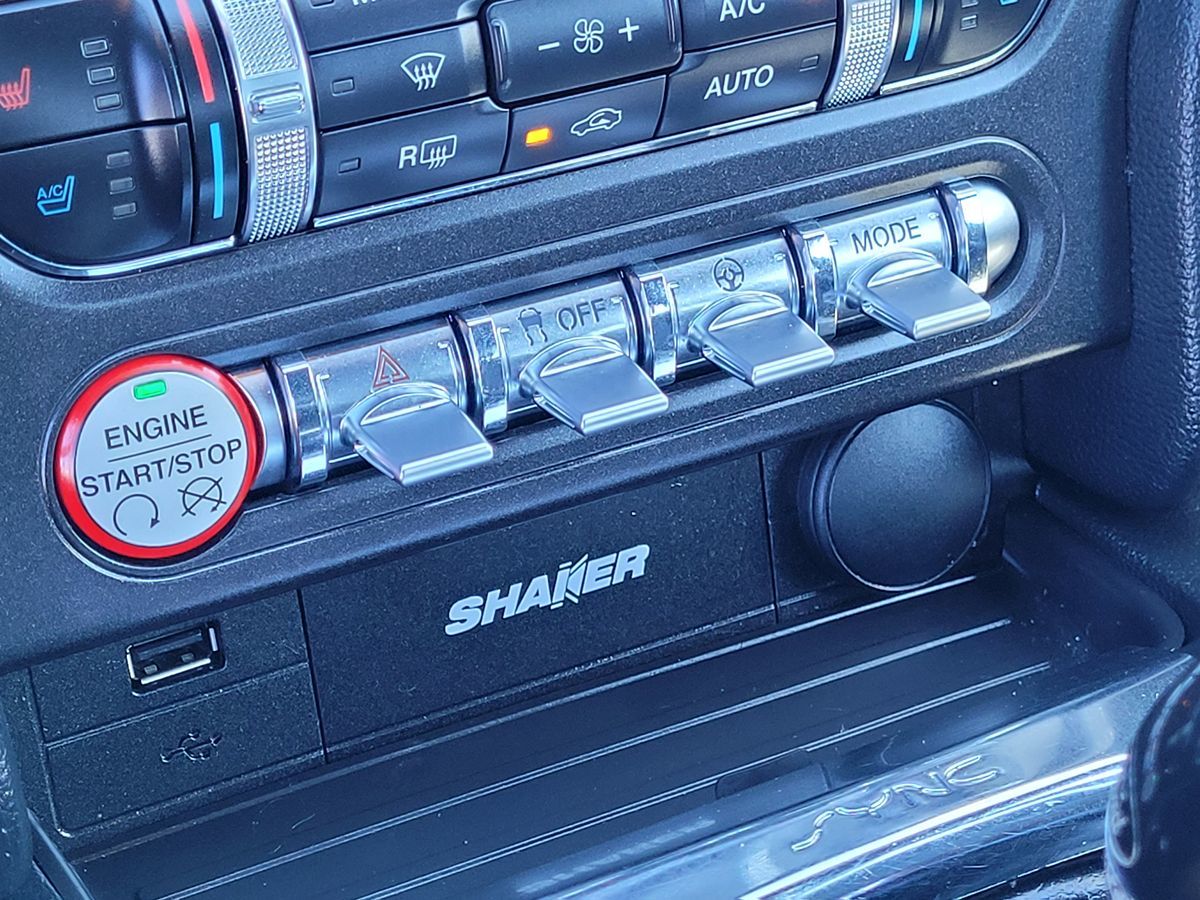 A/C
AUTO
R
A/C
MODE
OFF
ENGINE
START/STOP
SHAKER
SYNC